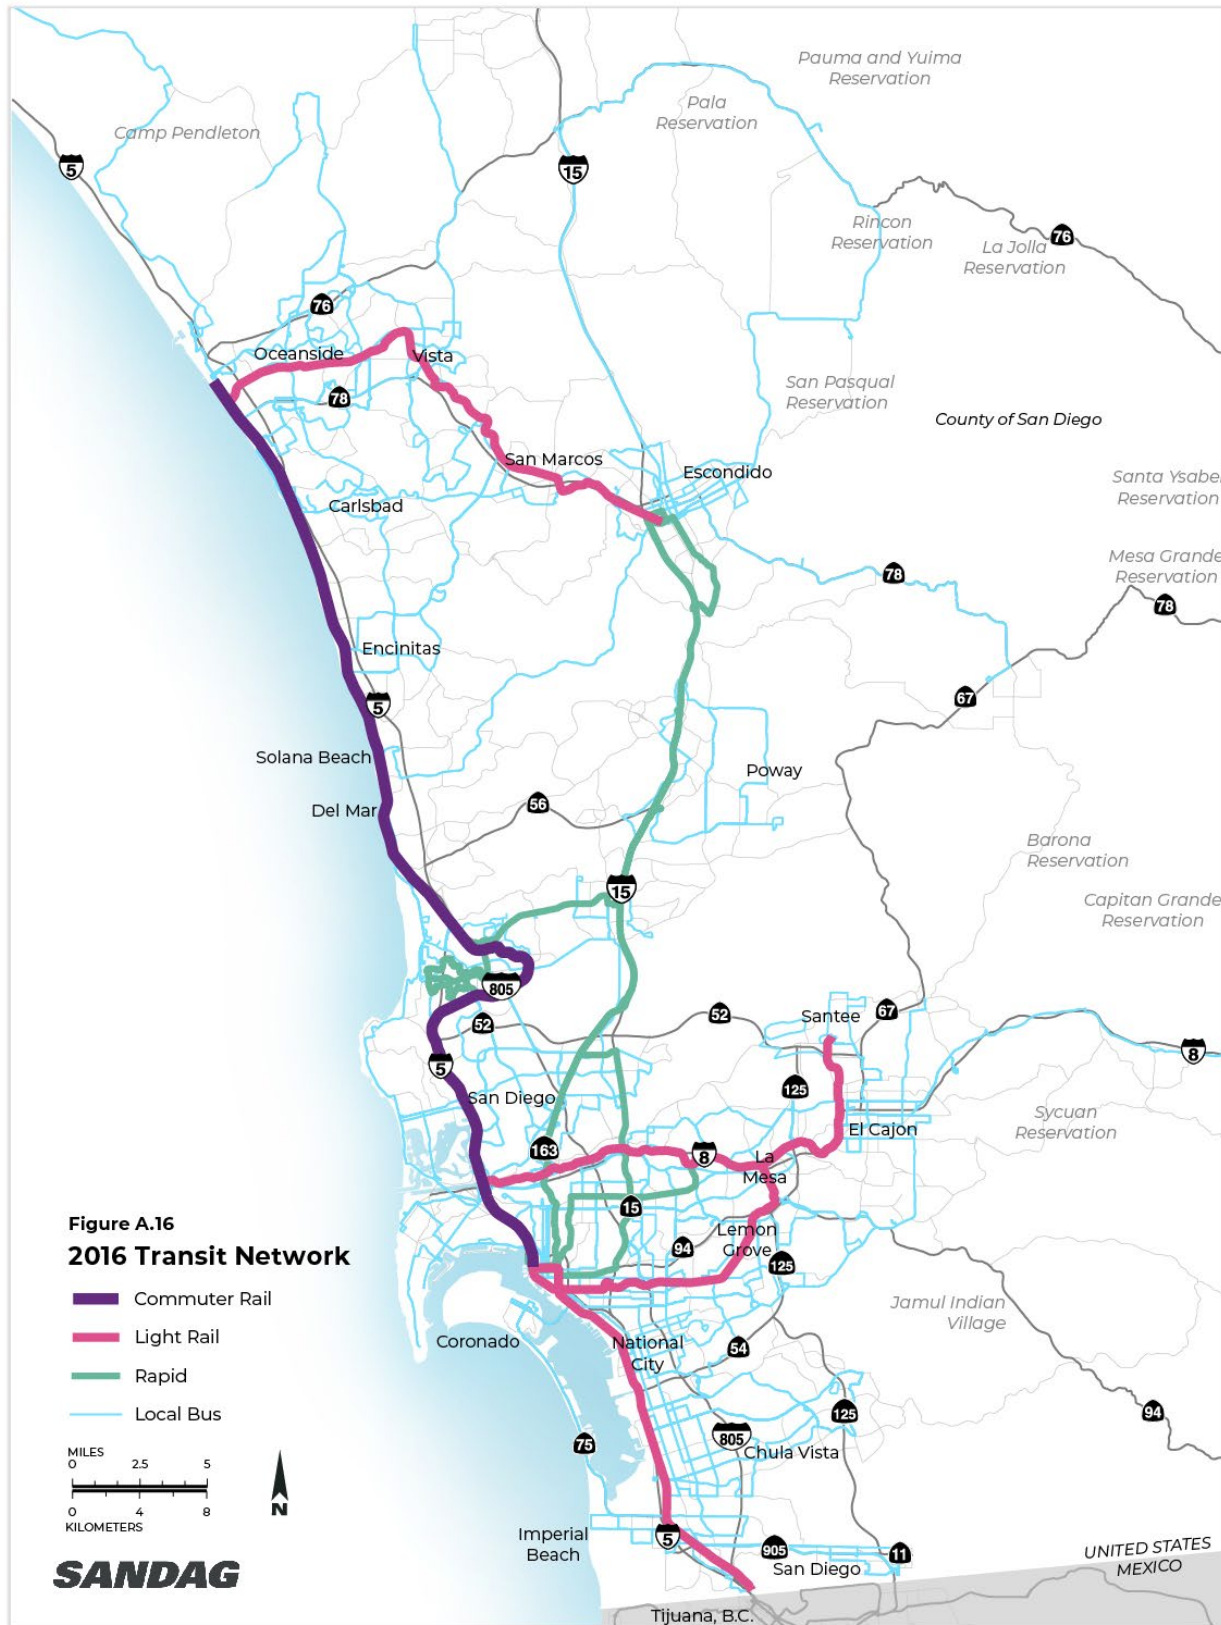 Pauma and Yuima
Reservation
Pala
Reservation
Camp Pendleton
5
15
Rincon
Reservation
La Jolla
Reservation
76
76
Oceanside
Vista
78
San Pasqual
Reservation
County of San Diego
San Marcos
Escondido
Santa Ysabel
Reservation
Carlsbad
Mesa Grande
Reservation
78
78
Encinitas
67
5
Solana Beach
Poway
Del Mar
56
Barona
Reservation
15
Capitan Grande
Reservation
805
52
52
Santee
67
5
8
125
San Diego
Sycuan
Reservation
El Cajon
163
8
La
Mesa
15
Lemon
Grove
94
125
Figure A.16
2016 Transit Network
Commuter Rail
Light Rail
Rapid
Local Bus
Jamul Indian
Village
Coronado
National
City
54
125
94
75
805
Chula Vista
MILES
0 2.5 5
0 4 8
KILOMETERS
N
Imperial
Beach
5
905
11
San Diego
UNITED STATES
MEXICO
SANDAG
Tijuana, B.C.